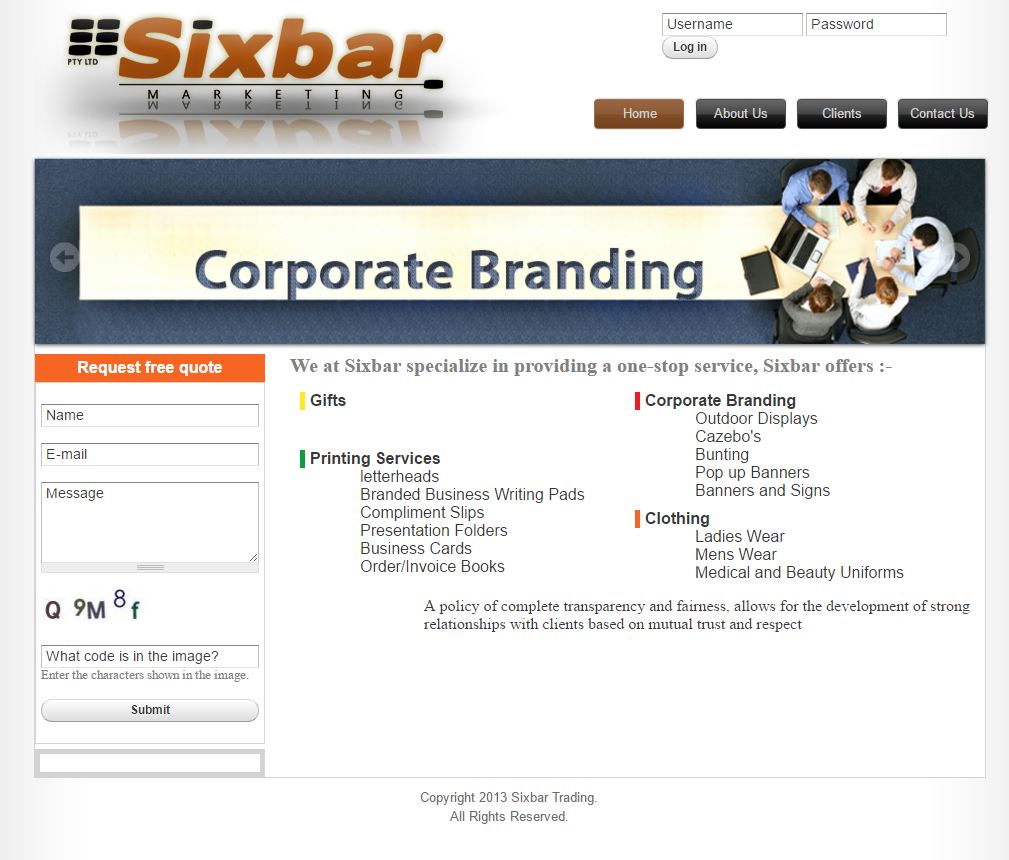 Sixbar
PTY LTD
MARKETING
Username
Password
Log in
Home
About Us
Clients
Contact Us
Corporate Branding
Request free quote
Name
E-mail
Message
Q 9M 8 f
What code is in the image?
Enter the characters shown in the image.
Submit
We at Sixbar specialize in providing a one-stop service, Sixbar offers :-
Gifts
Printing Services
letterheads
Branded Business Writing Pads
Compliment Slips
Presentation Folders
Business Cards
Order/Invoice Books
Corporate Branding
Outdoor Displays
Cazebo's
Bunting
Pop up Banners
Banners and Signs
Clothing
Ladies Wear
Mens Wear
Medical and Beauty Uniforms
A policy of complete transparency and fairness, allows for the development of strong
relationships with clients based on mutual trust and respect
Copyright 2013 Sixbar Trading.
All Rights Reserved.